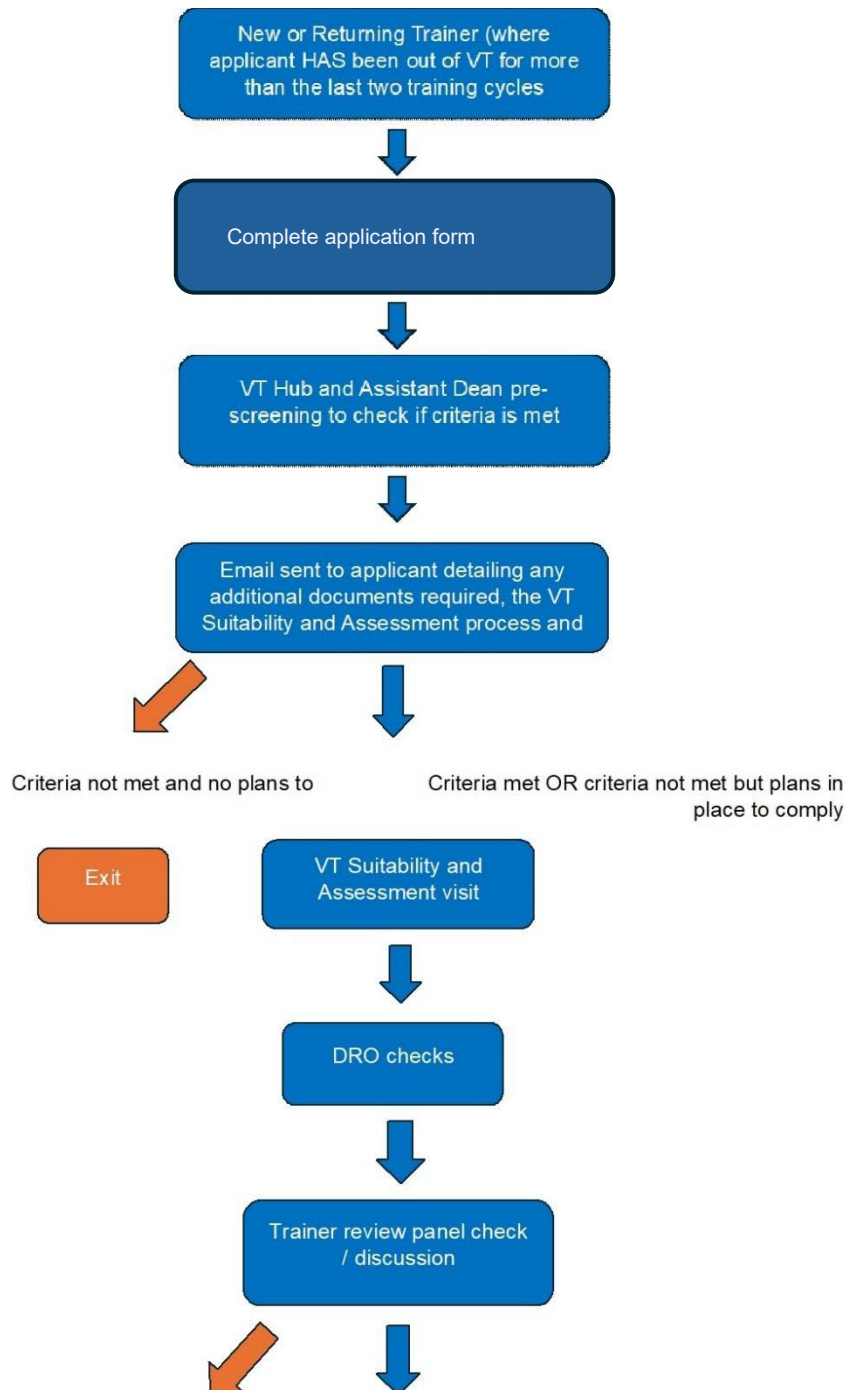 New or Returning Trainer (where
applicant HAS been out of VT for more
than the last two training cycles
Complete application form
VT Hub and Assistant Dean pre-
screening to check if criteria is met
Email sent to applicant detailing any
additional documents required, the VT
Suitability and Assessment process and
Criteria not met and no plans to
Criteria met OR criteria not met but plans in
place to comply
Exit
VT Suitability and
Assessment visit
DRO checks
Trainer review panel check
/ discussion